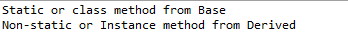 Static or class method from Base
Non-static or Instance method from Derived